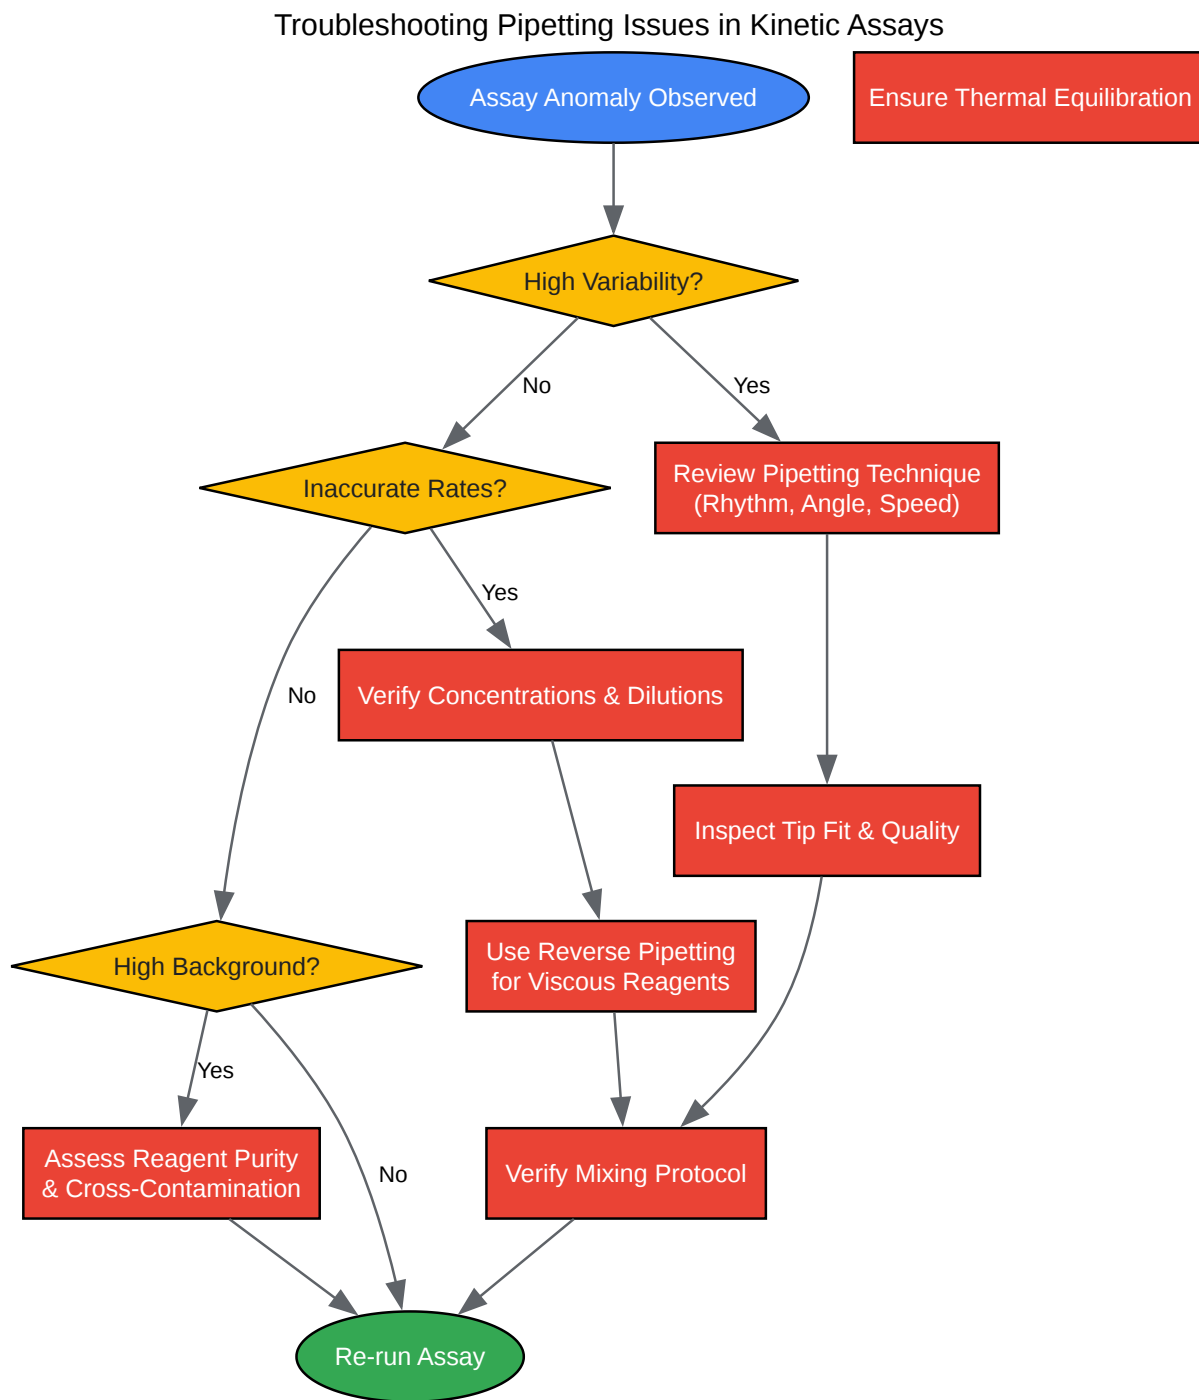 Troubleshooting Pipetting Issues in Kinetic Assays
Assay Anomaly Observed
Ensure Thermal Equilibration
High Variability?
No
Yes
Inaccurate Rates?
Review Pipetting Technique
(Rhythm, Angle, Speed)
Yes
No
Verify Concentrations & Dilutions
Inspect Tip Fit & Quality
High Background?
Use Reverse Pipetting
for Viscous Reagents
Yes
No
Assess Reagent Purity
& Cross-Contamination
Verify Mixing Protocol
Re-run Assay